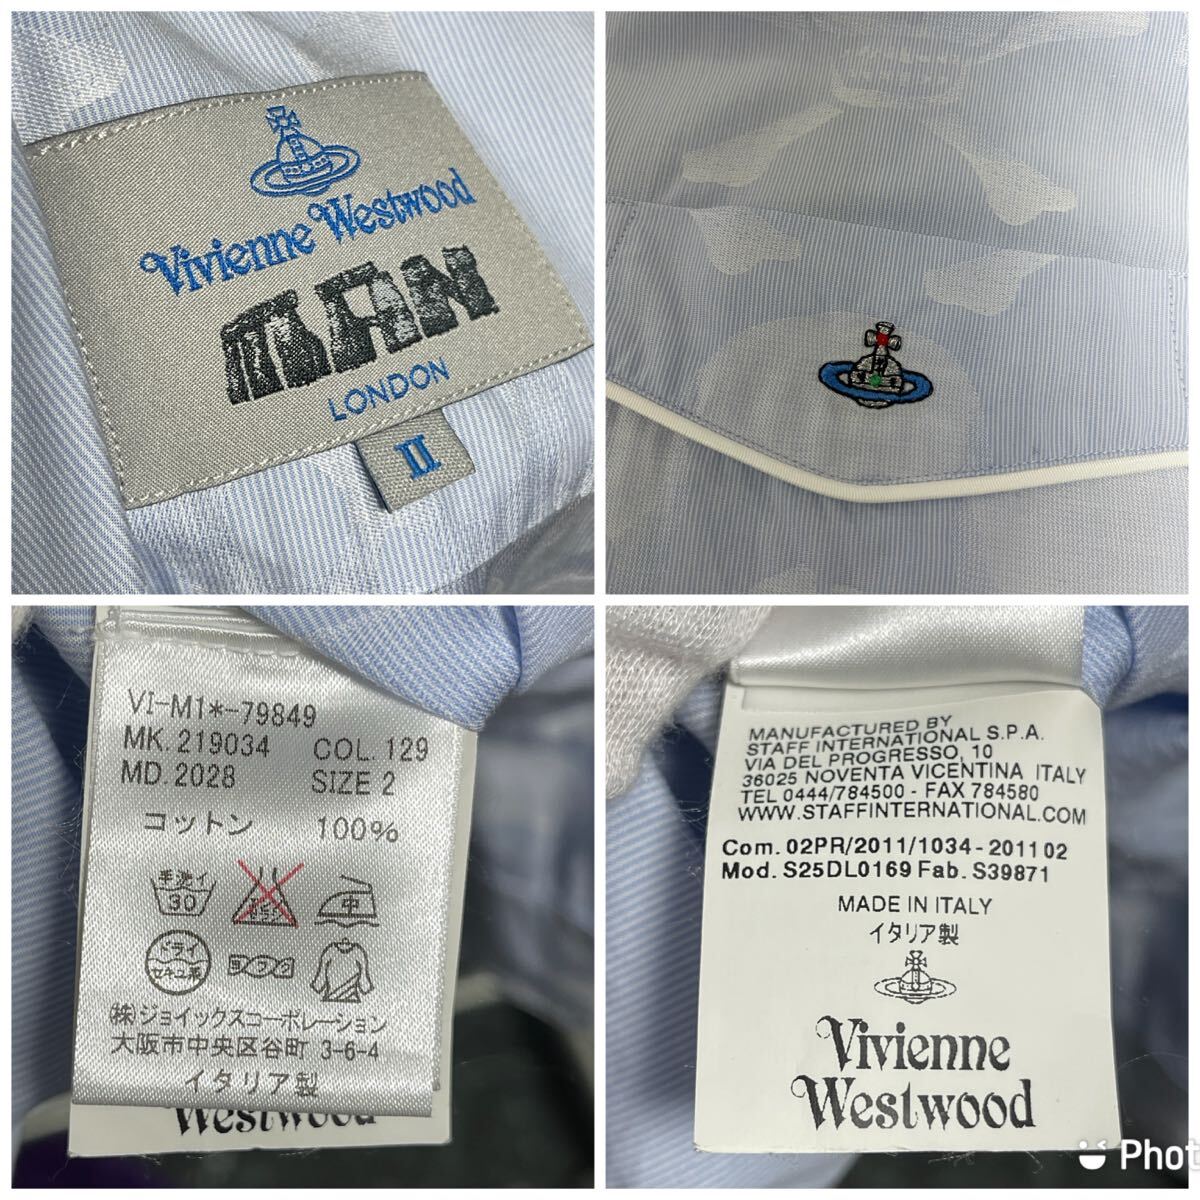 Vivienne Westwood
MAN
LONDON
II
VI-M1*-79849
MK. 219034 COL. 129
MD. 2028 SIZE 2
コットン 100%
手洗イ
30
中
ドライ
セキユ系
(株)ジョイックスコーポレーション
大阪市中央区谷町 3-6-4
イタリア製
Westwood
MANUFACTURED BY
STAFF INTERNATIONAL S.P.A.
VIA DEL PROGRESSO, 10
36025 NOVENTA VICENTINA ITALY
TEL 0444/784500 - FAX 784580
WWW.STAFFINTERNATIONAL.COM
Com. 02PR/2011/1034 - 201102
Mod. S25DL0169 Fab. S39871
MADE IN ITALY
イタリア製
Vivienne
Westwood
Phot